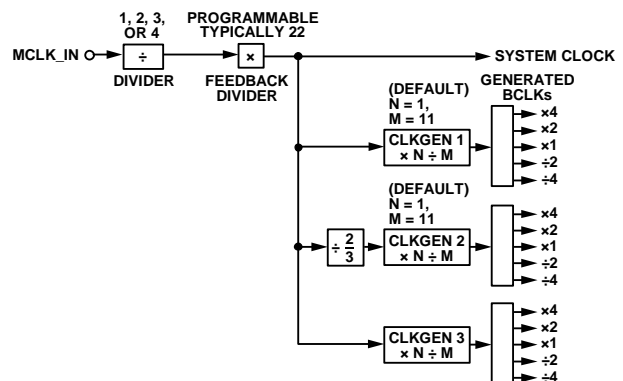 1, 2, 3,
OR 4
PROGRAMMABLE
TYPICALLY 22
MCLK_IN
÷
×
SYSTEM CLOCK
DIVIDER
FEEDBACK
DIVIDER
GENERATED
BCLKs
(DEFAULT)
N = 1,
M = 11
CLKGEN 1
× N ÷ M
×4
×2
×1
÷2
÷4
(DEFAULT)
N = 1,
M = 11
÷ 2/3
CLKGEN 2
× N ÷ M
×4
×2
×1
÷2
÷4
CLKGEN 3
× N ÷ M
×4
×2
×1
÷2
÷4